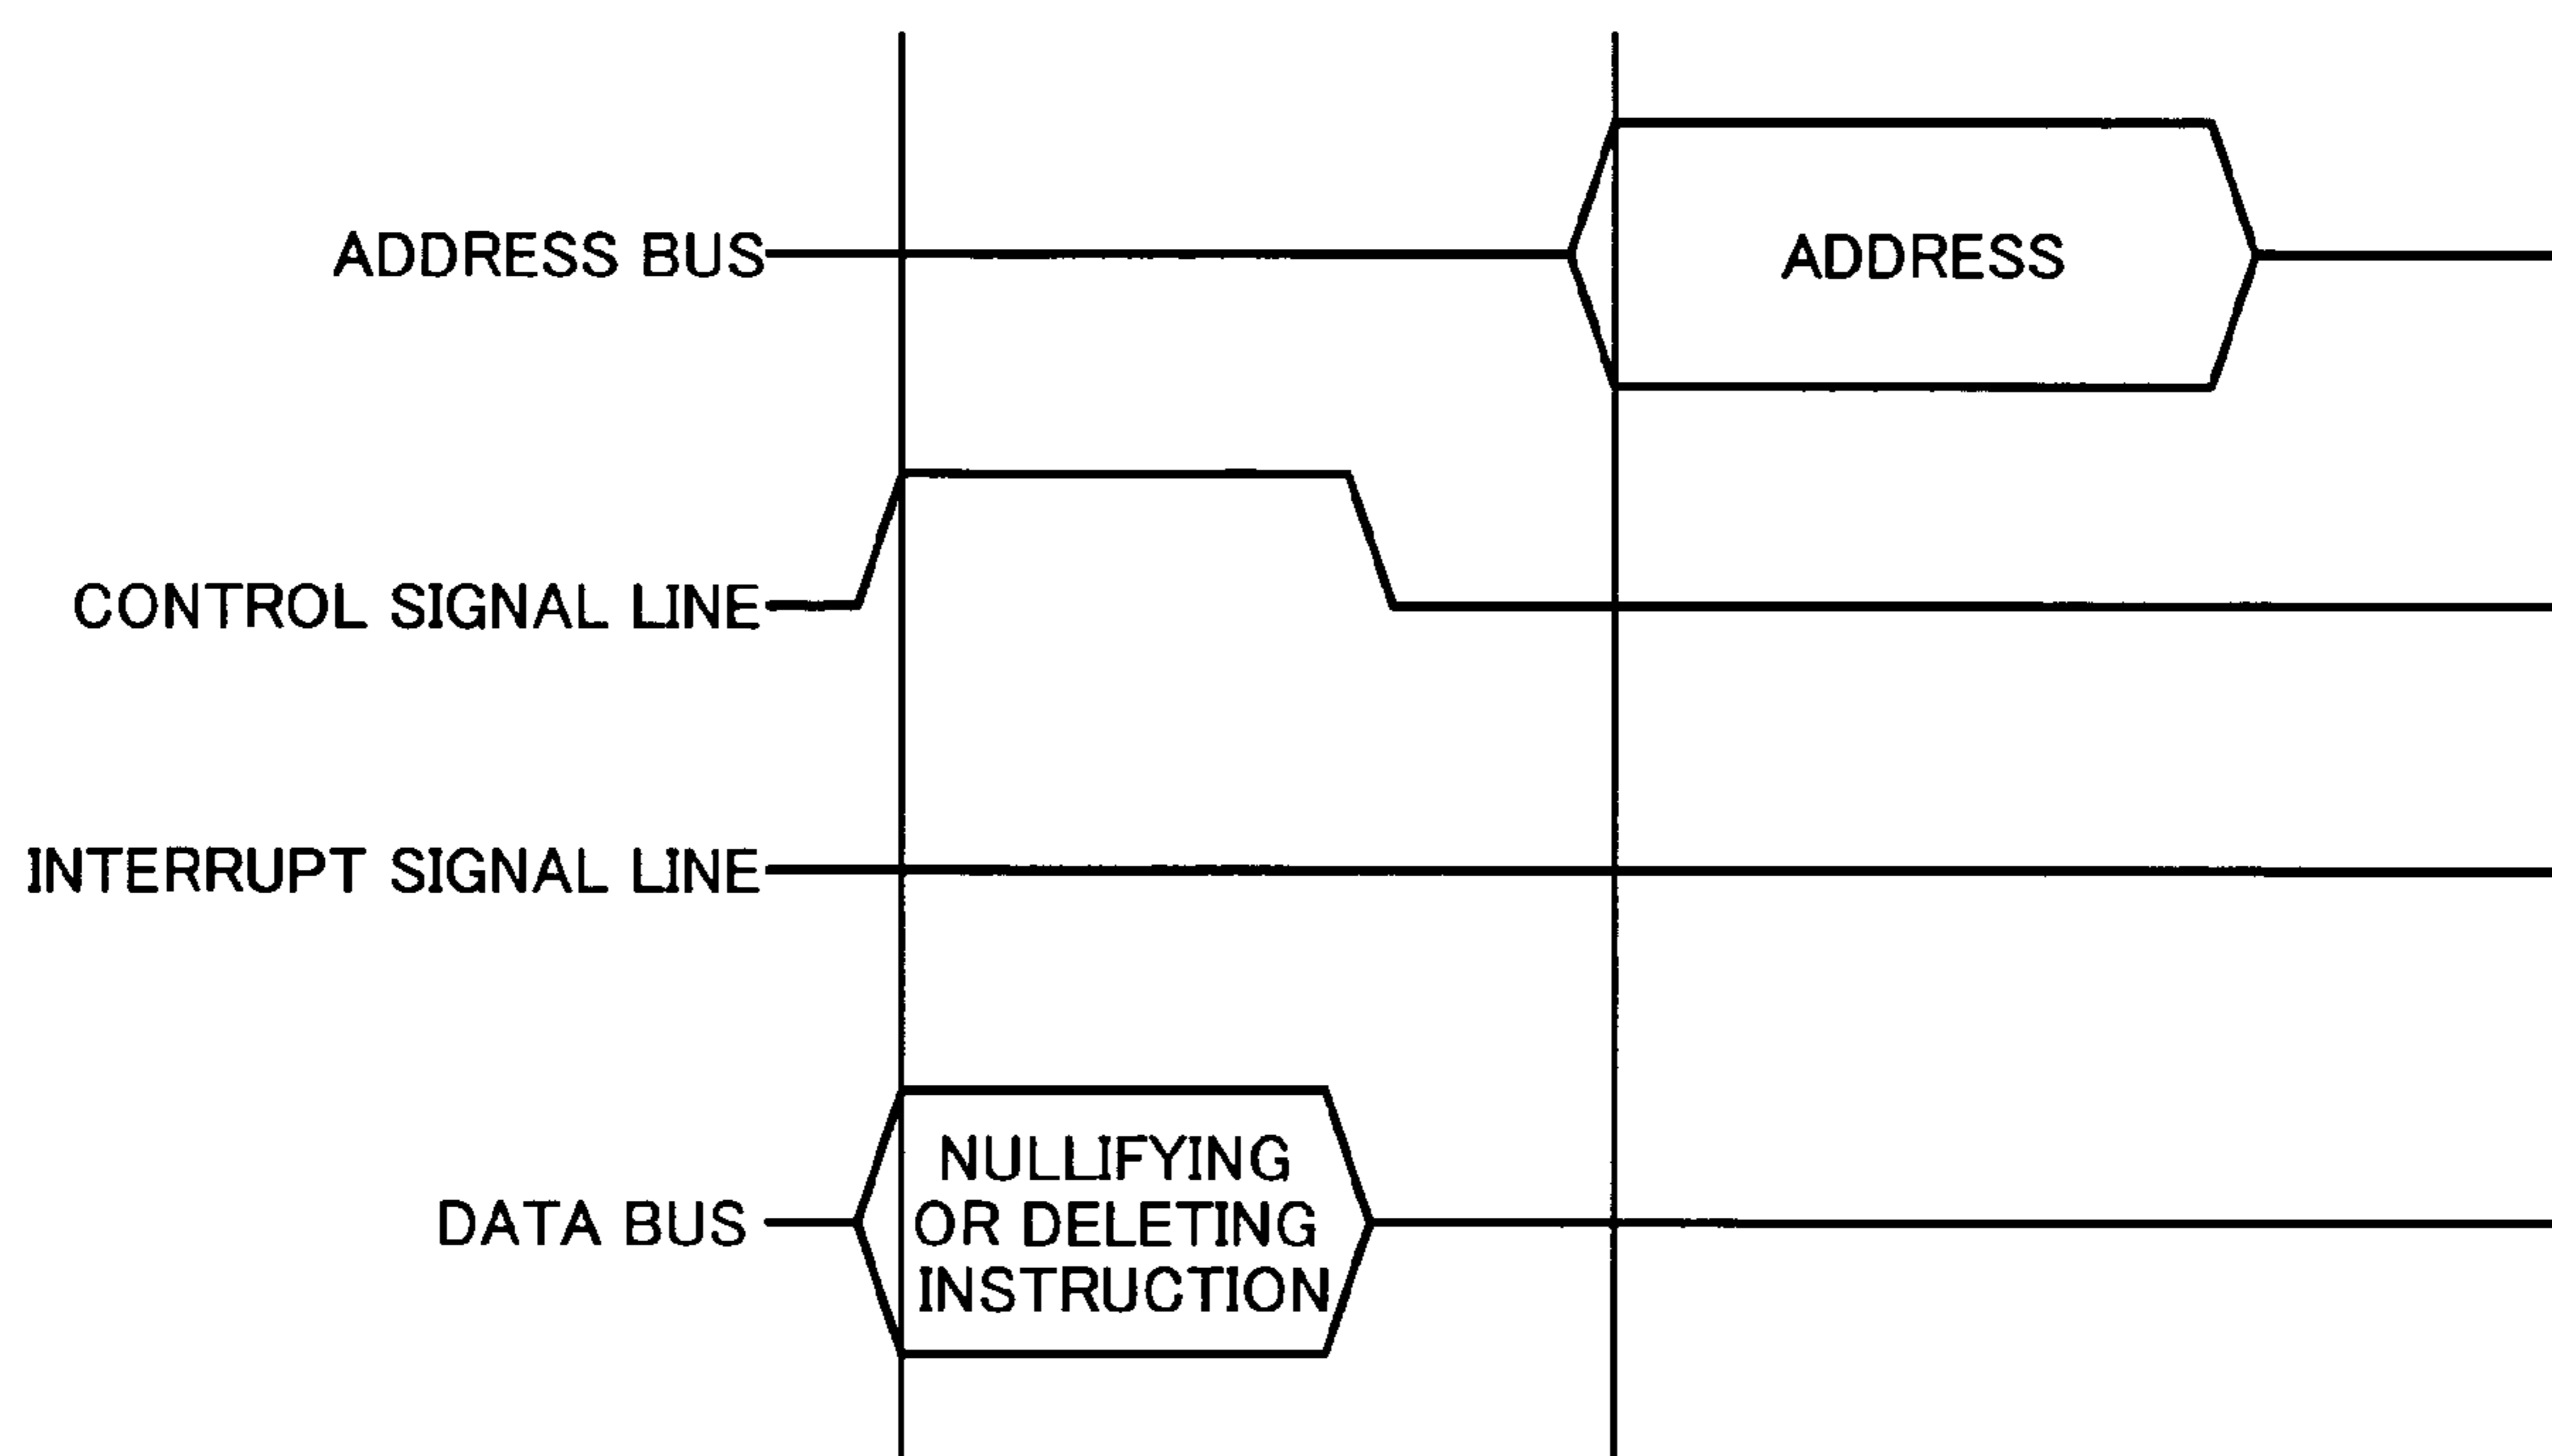 ADDRESS BUS
ADDRESS
CONTROL SIGNAL LINE
INTERRUPT SIGNAL LINE
DATA BUS
NULLIFYING
OR DELETING
INSTRUCTION